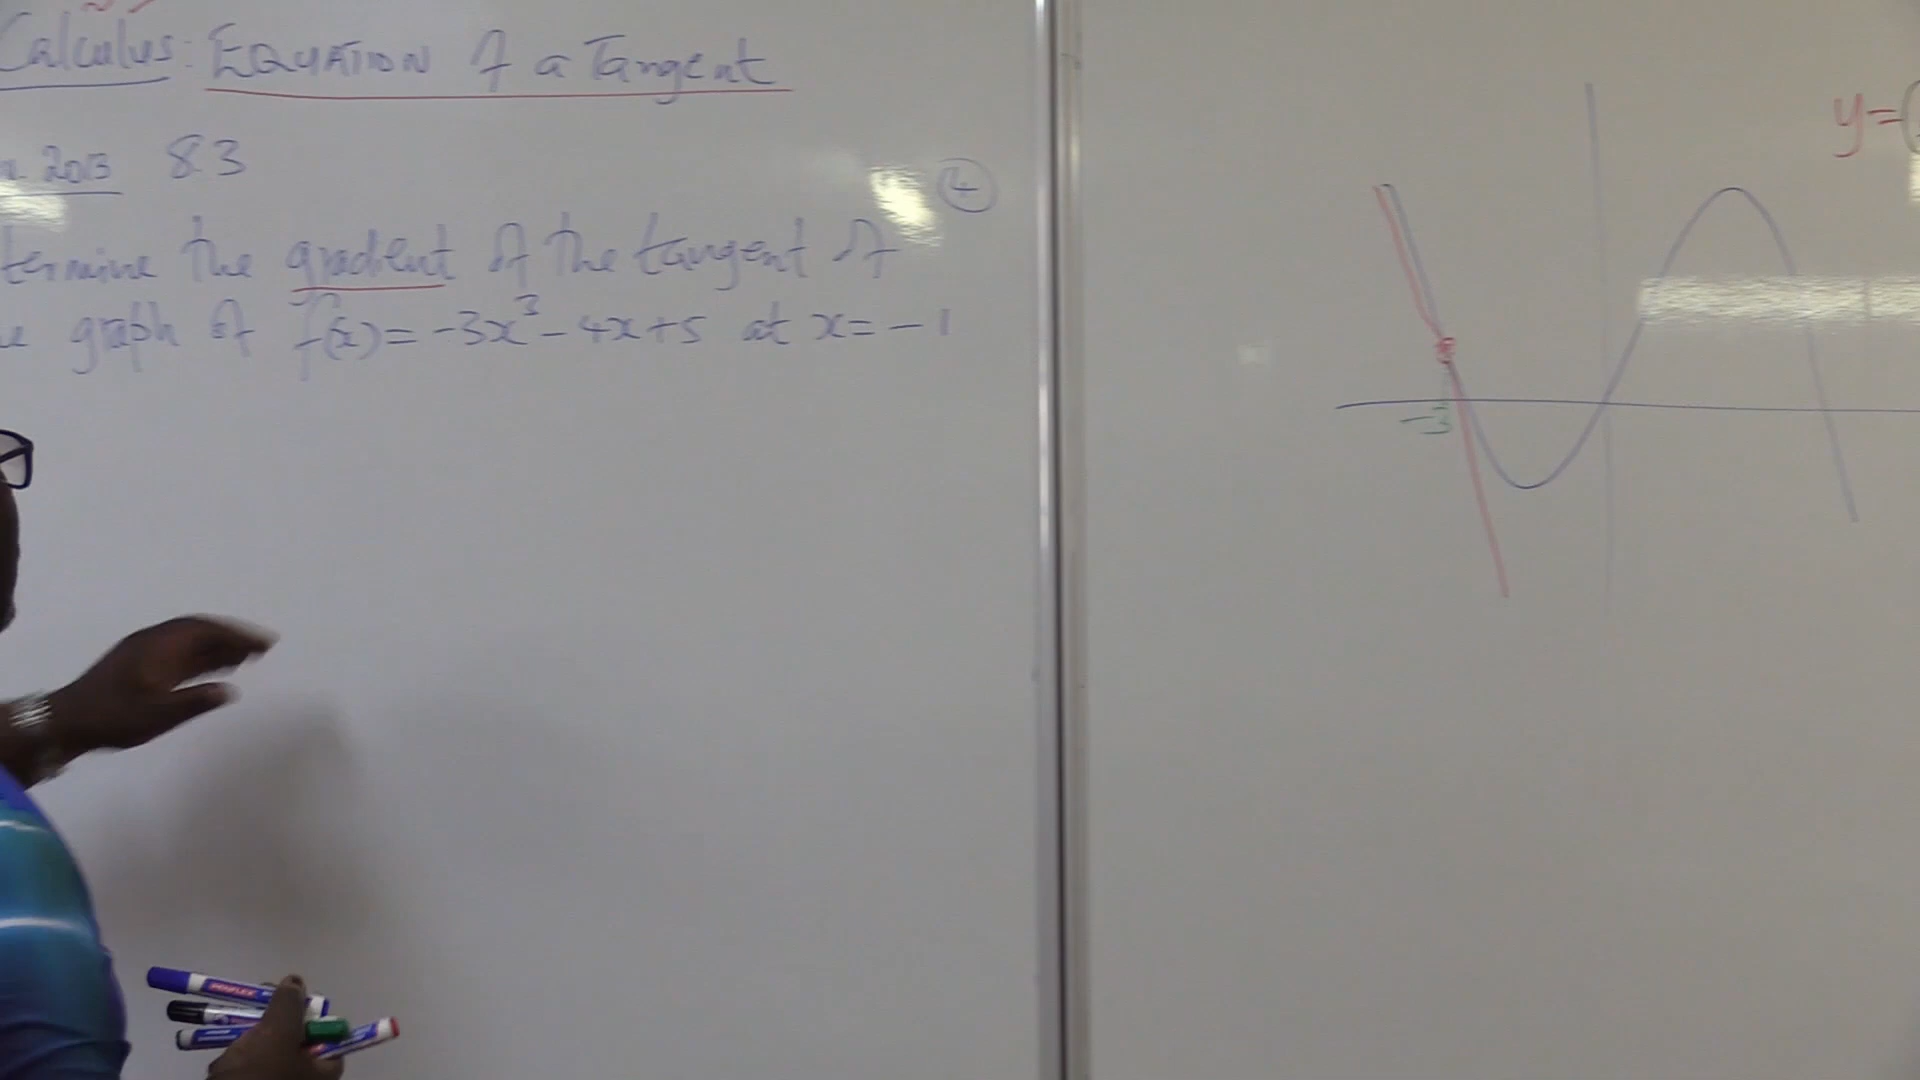 Calculus: EQUATION of a Tangent
2013 8.3
④
termine the gradient of the tangent of
graph of f(x) = -3x³ - 4x + 5 at x = -1
y = (
-3